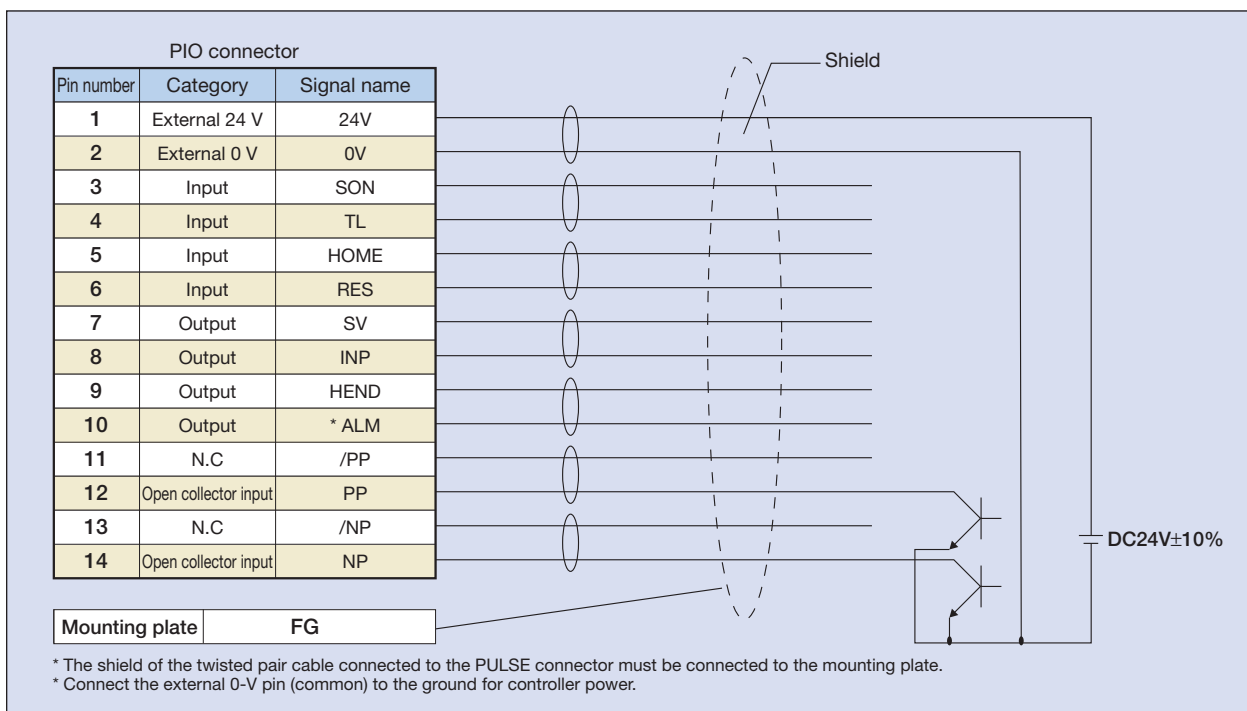 PIO connector
Shield
Pin number Category Signal name
1 External 24 V 24V
2 External 0 V 0V
3 Input SON
4 Input TL
5 Input HOME
6 Input RES
7 Output SV
8 Output INP
9 Output HEND
10 Output * ALM
11 N.C /PP
12 Open collector input PP
13 N.C /NP
14 Open collector input NP
DC24V±10%
Mounting plate FG
* The shield of the twisted pair cable connected to the PULSE connector must be connected to the mounting plate.
* Connect the external 0-V pin (common) to the ground for controller power.